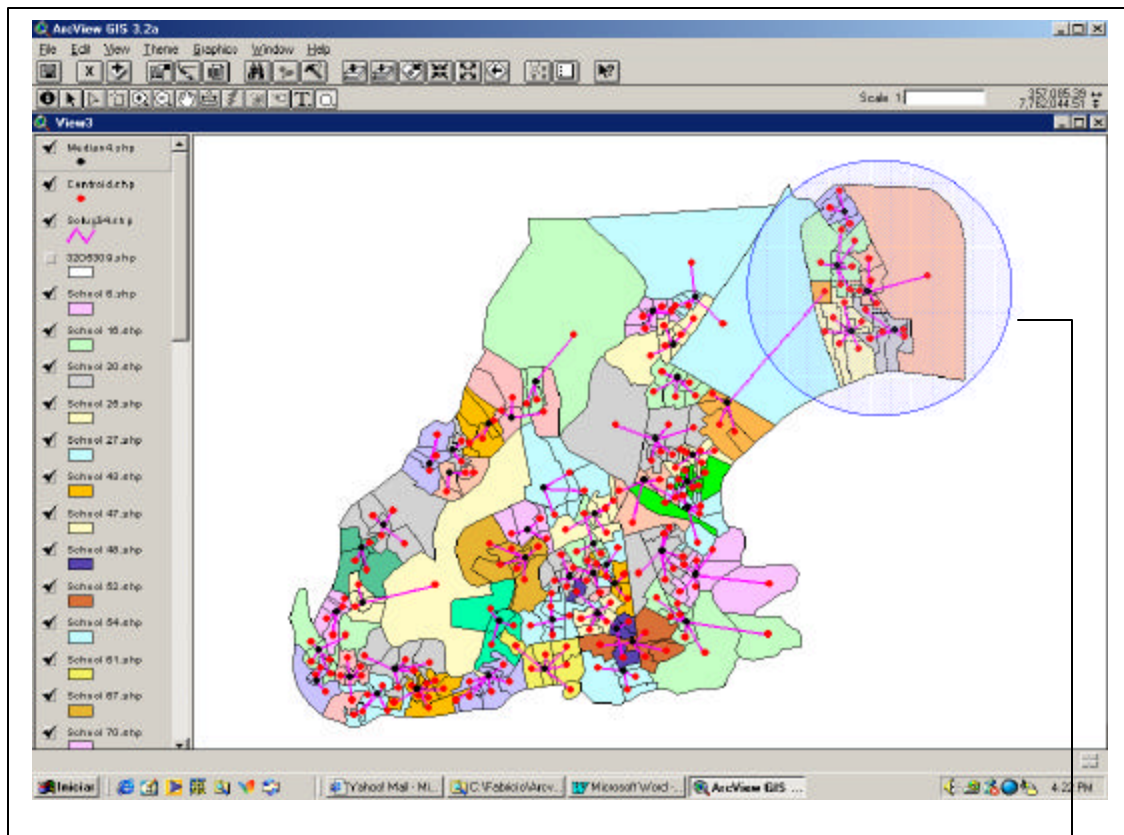 ArcView GIS 3.2a
File Edit View Theme Graphics Window Help
Scale 1:
357,085.39
7,762,044.51
View3
Median4.shp
Centroid.shp
School 6.shp
School 16.shp
School 20.shp
School 26.shp
School 27.shp
School 43.shp
School 47.shp
School 48.shp
School 52.shp
School 54.shp
School 61.shp
School 67.shp
School 70.shp
Iniciar
Yahoo! Mail - Mi...
Microsoft Word -...
ArcView GIS ...
4:22 PM